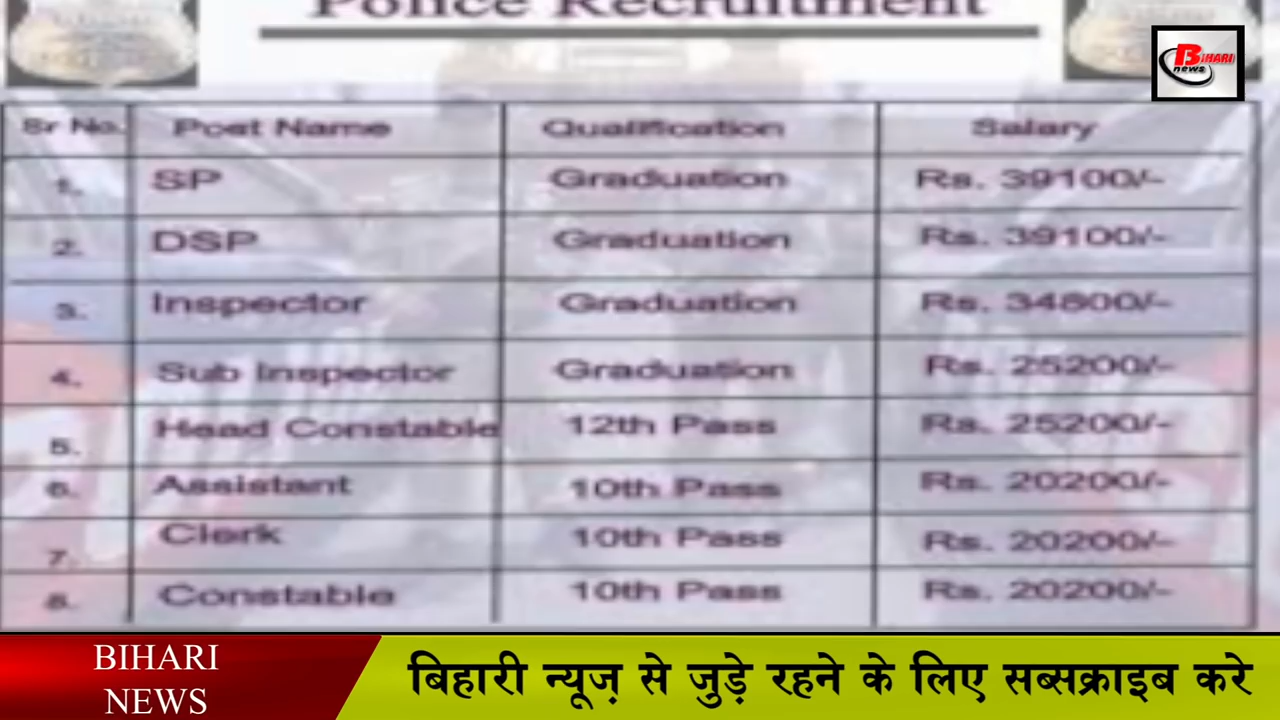 Police Recruitment
BIHARI
news
Sr No. Post Name Qualification Salary
1. SP Graduation Rs. 39100/-
2. DSP Graduation Rs. 39100/-
3. Inspector Graduation Rs. 34800/-
4. Sub Inspector Graduation Rs. 25200/-
5. Head Constable 12th Pass Rs. 25200/-
6. Assistant 10th Pass Rs. 20200/-
7. Clerk 10th Pass Rs. 20200/-
8. Constable 10th Pass Rs. 20200/-
BIHARI
NEWS
बिहारी न्यूज़ से जुड़े रहने के लिए सब्सक्राइब करे